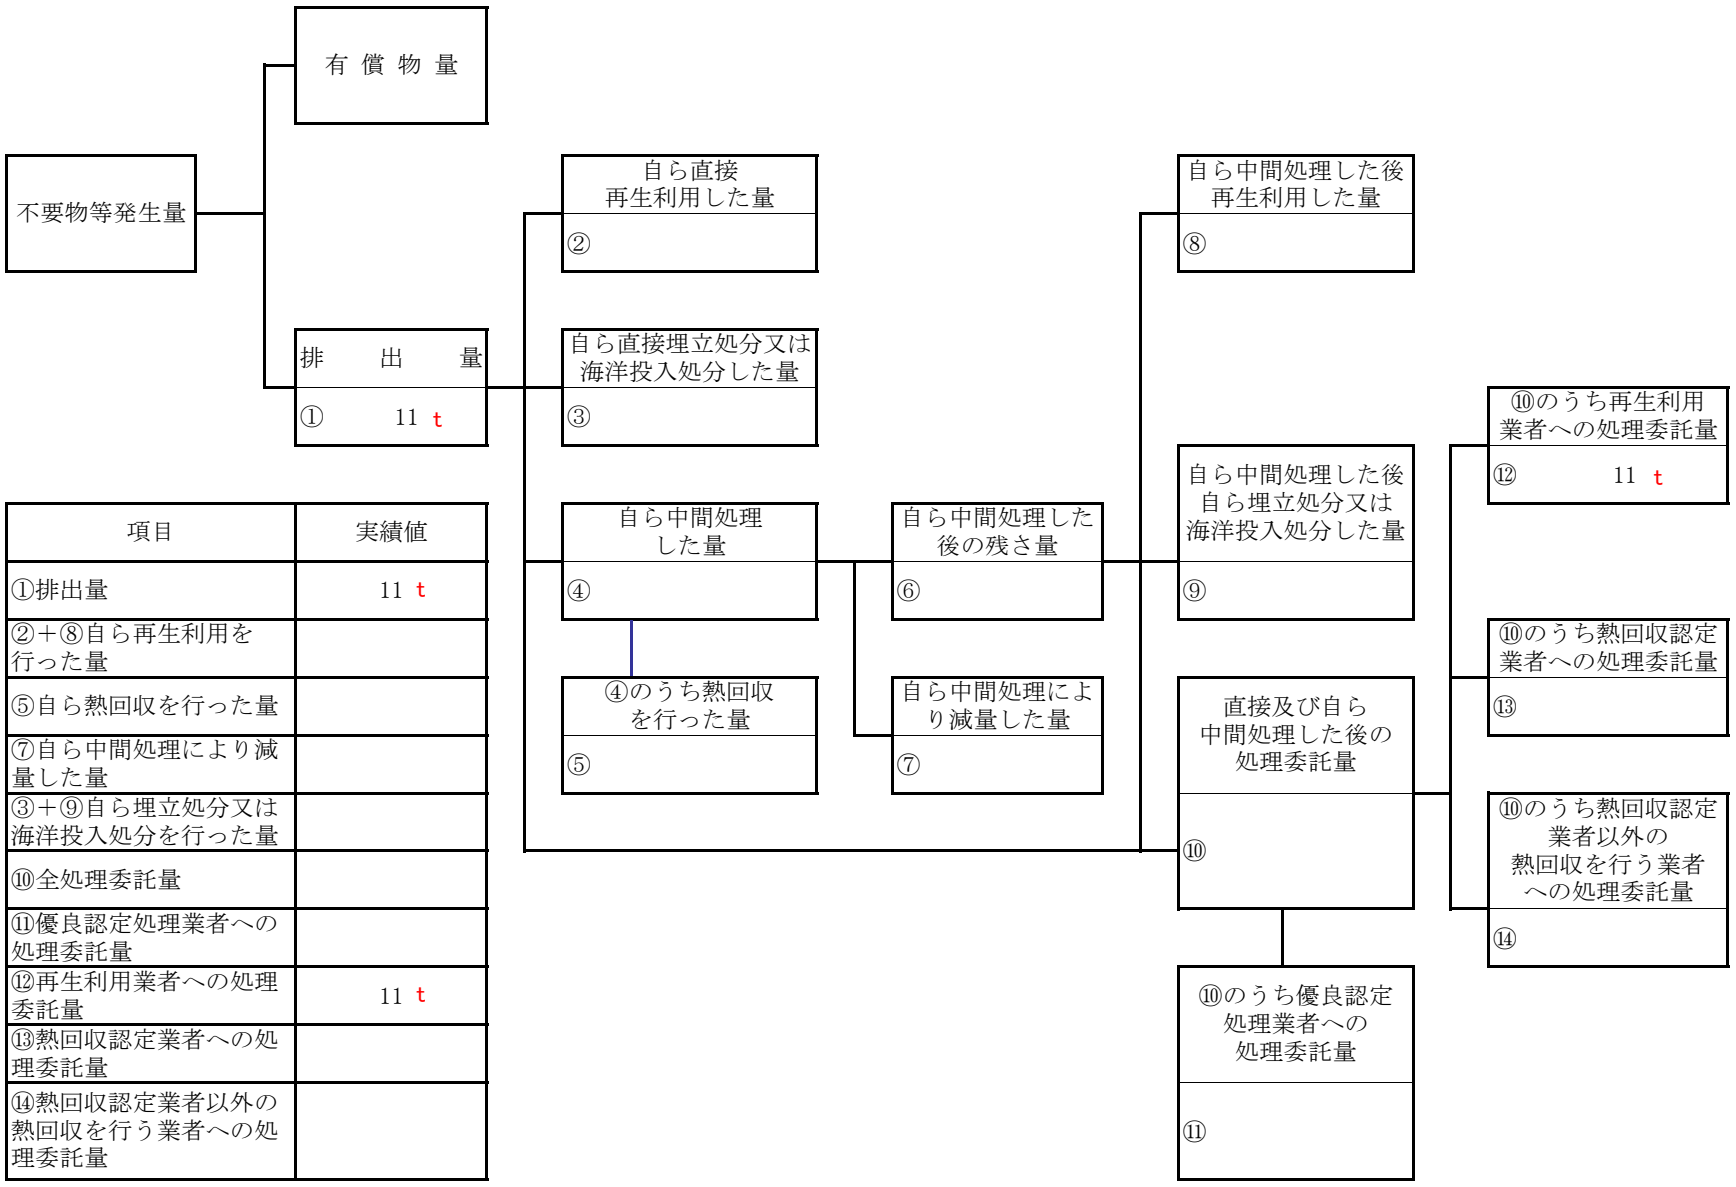 有償物量
不要物等発生量
自ら直接
再生利用した量
②
自ら中間処理した後
再生利用した量
⑧
排出量
① 11 t
自ら直接埋立処分又は
海洋投入処分した量
③
⑩のうち再生利用
業者への処理委託量
⑫ 11 t
自ら中間処理した後
自ら埋立処分又は
海洋投入処分した量
⑨
自ら中間処理
した量
④
自ら中間処理した
後の残さ量
⑥
⑩のうち熱回収認定
業者への処理委託量
⑬
④のうち熱回収
を行った量
⑤
自ら中間処理によ
り減量した量
⑦
直接及び自ら
中間処理した後の
処理委託量
⑩
⑩のうち熱回収認定
業者以外の
熱回収を行う業者
への処理委託量
⑭
⑩のうち優良認定
処理業者への
処理委託量
⑪
項目 実績値
①排出量 11 t
②＋⑧自ら再生利用を
行った量
⑤自ら熱回収を行った量
⑦自ら中間処理により減
量した量
③＋⑨自ら埋立処分又は
海洋投入処分を行った量
⑩全処理委託量
⑪優良認定処理業者への
処理委託量
⑫再生利用業者への処理
委託量 11 t
⑬熱回収認定業者への処
理委託量
⑭熱回収認定業者以外の
熱回収を行う業者への処
理委託量